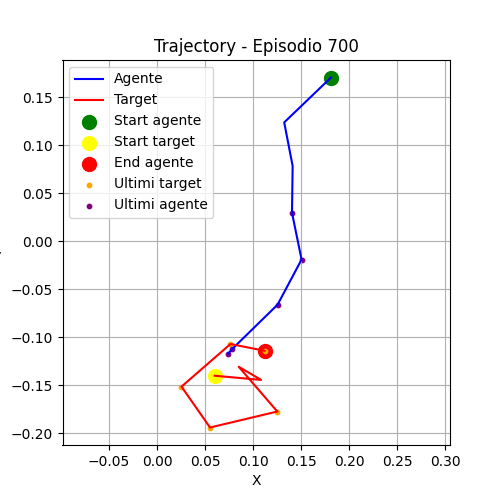 Trajectory - Episodio 700
Agente
Target
Start agente
Start target
End agente
Ultimi target
Ultimi agente
0.15
0.10
0.05
0.00
−0.05
−0.10
−0.15
−0.20
−0.05
0.00
0.05
0.10
0.15
0.20
0.25
0.30
X